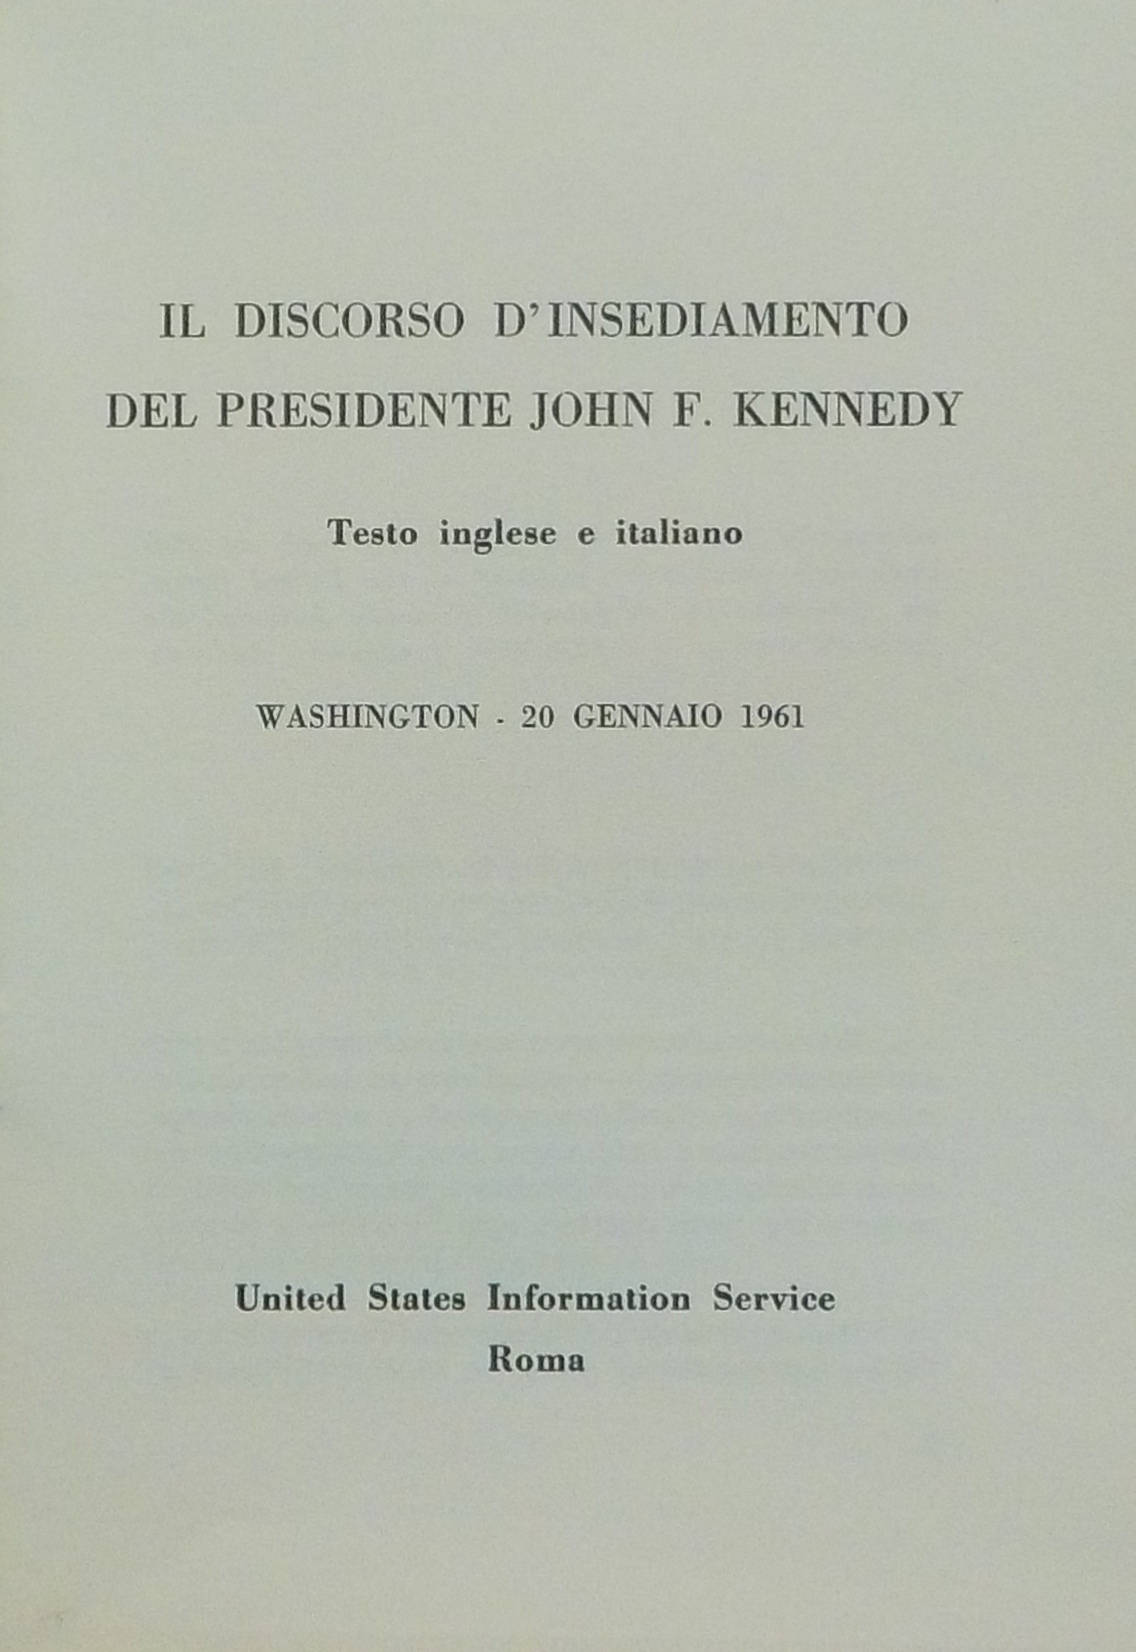 IL DISCORSO D'INSEDIAMENTO
DEL PRESIDENTE JOHN F. KENNEDY
Testo inglese e italiano
WASHINGTON - 20 GENNAIO 1961
United States Information Service
Roma